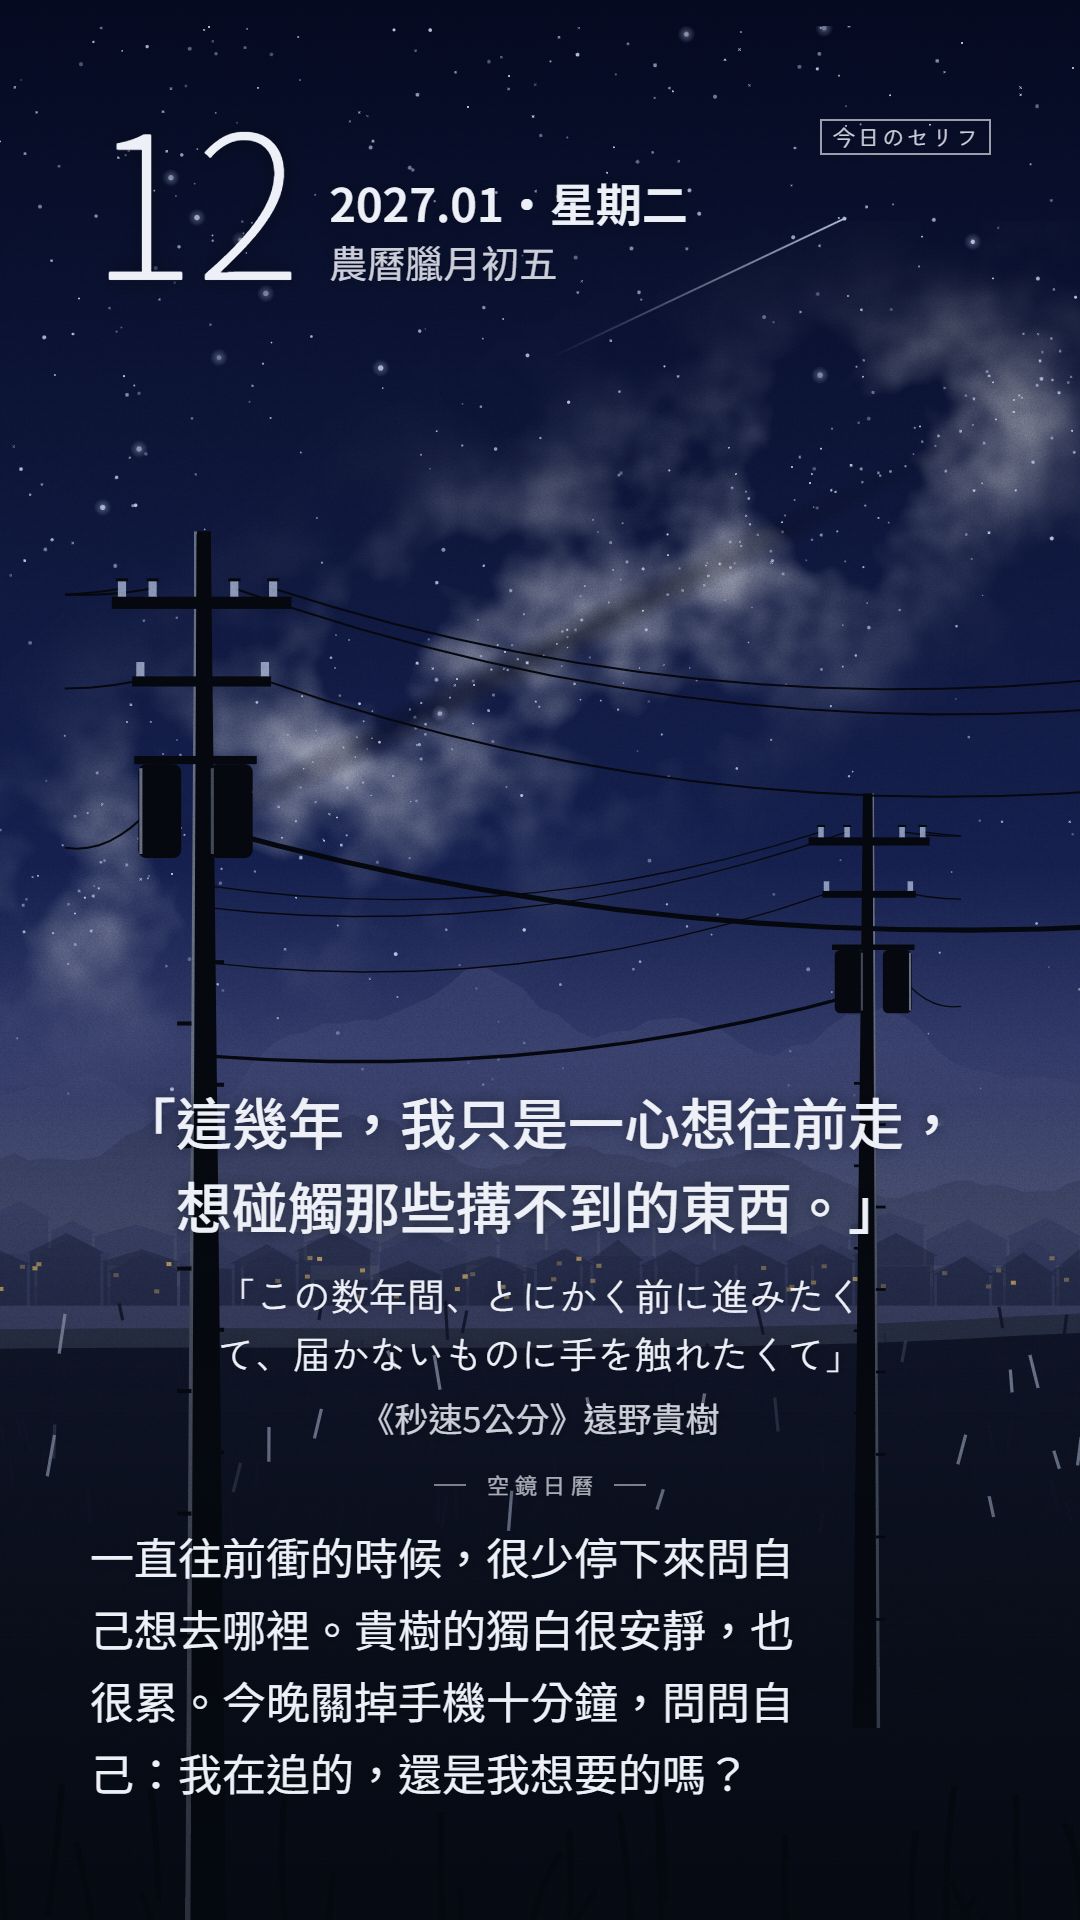 今日のセリフ
12
2027.01・星期二
農曆臘月初五
「這幾年，我只是一心想往前走，
想碰觸那些搆不到的東西。」
「この数年間、とにかく前に進みたく
て、届かないものに手を触れたくて」
《秒速5公分》遠野貴樹
— 空鏡日曆 —
一直往前衝的時候，很少停下來問自
己想去哪裡。貴樹的獨白很安靜，也
很累。今晚關掉手機十分鐘，問問自
己：我在追的，還是我想要的嗎？